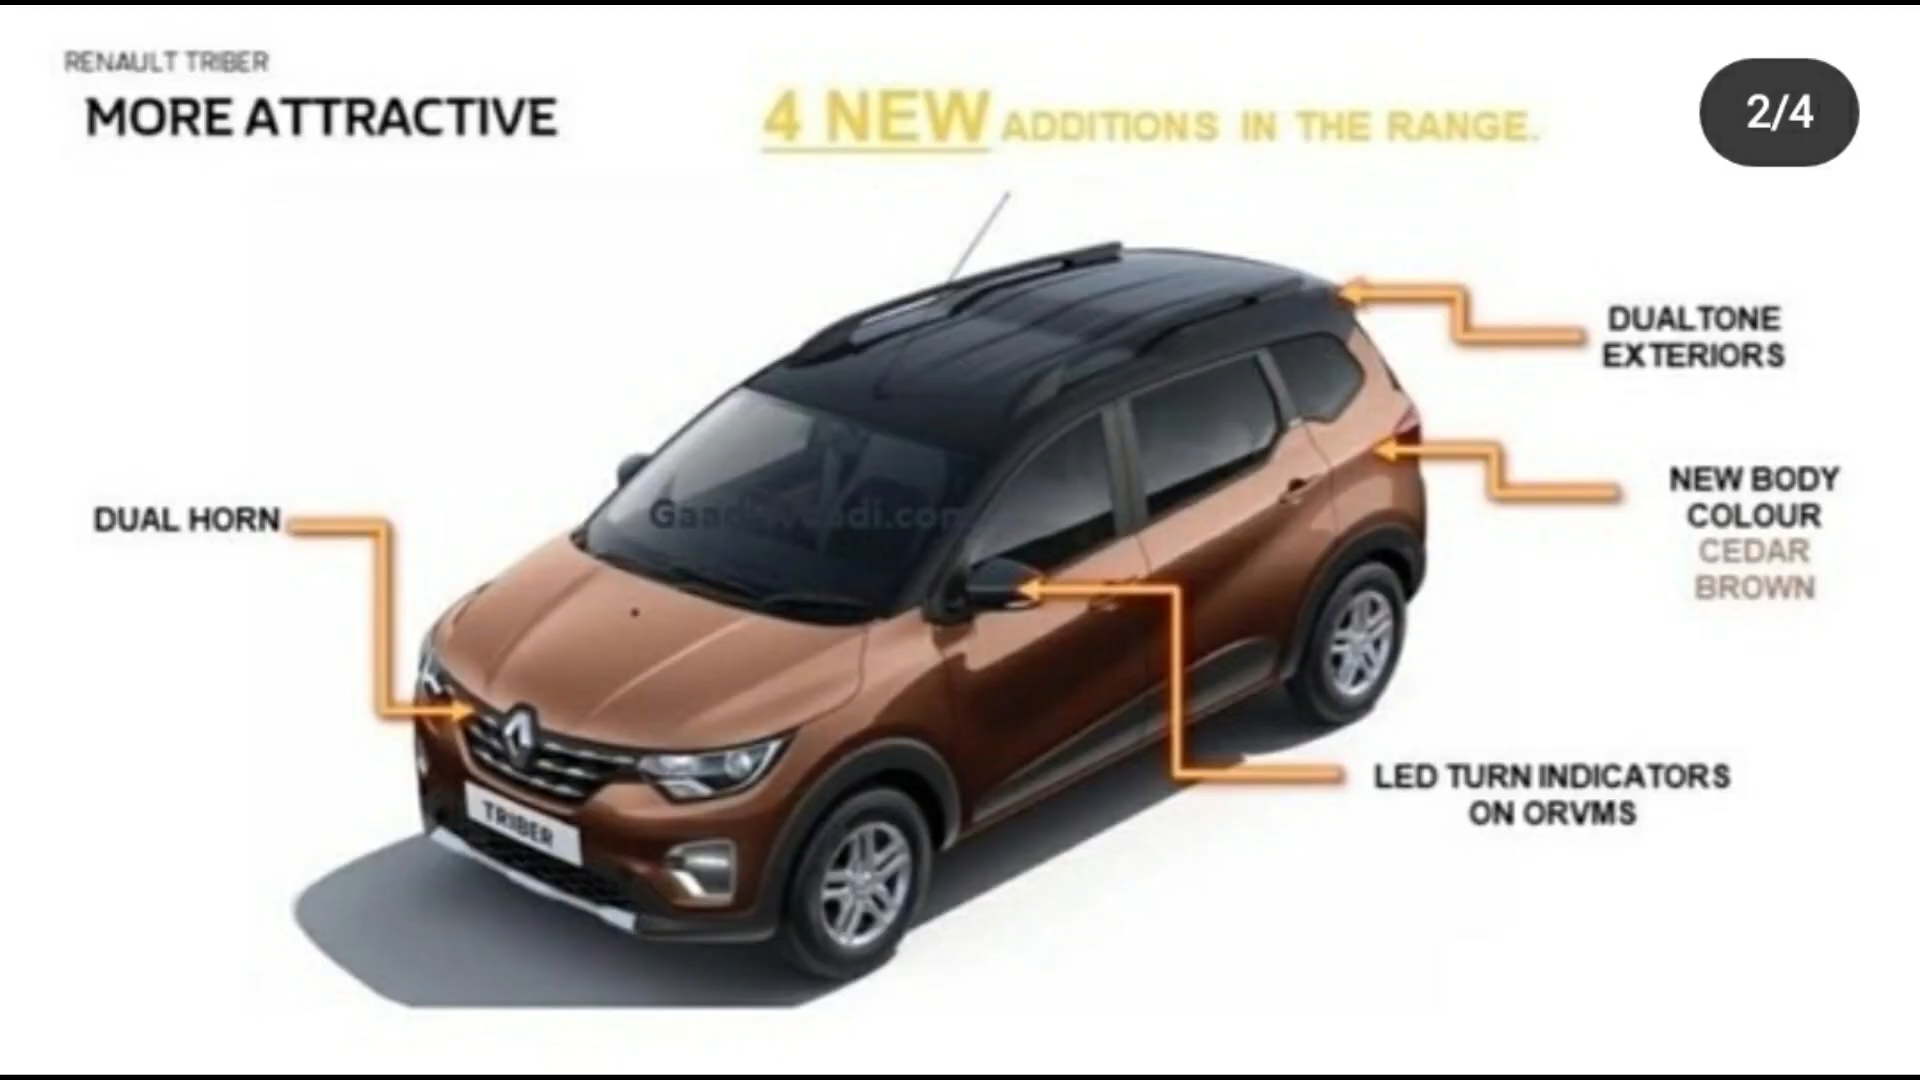 RENAULT TRIBER
MORE ATTRACTIVE
4 NEW ADDITIONS IN THE RANGE.
2/4
DUALTONE
EXTERIORS
NEW BODY
COLOUR
CEDAR
BROWN
DUAL HORN
LED TURN INDICATORS
ON ORVMS
TRIBER